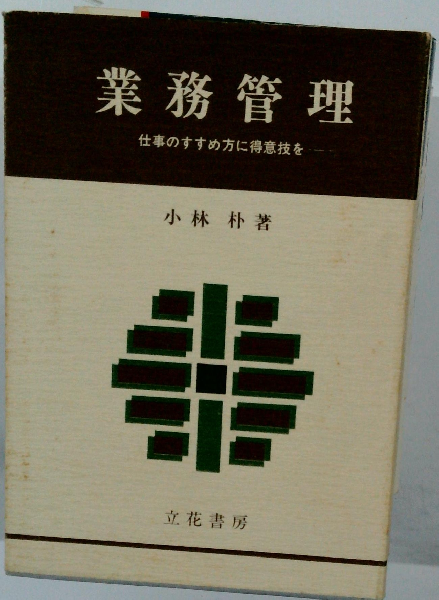 業務管理
仕事のすすめ方に得意技を──
小林 朴著
立花書房